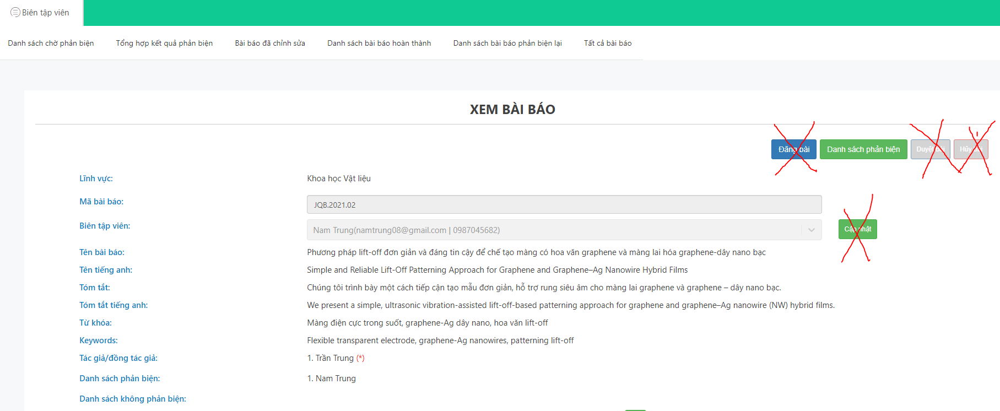 Biên tập viên
Danh sách chờ phản biện Tổng hợp kết quả phản biện Bài báo đã chỉnh sửa Danh sách bài báo hoàn thành Danh sách bài báo phản biện lại Tất cả bài báo
XEM BÀI BÁO
Đăng bài Danh sách phản biện Duyệt bài Hủy bài
Lĩnh vực: Khoa học Vật liệu
Mã bài báo: JQB.2021.02
Biên tập viên: Nam Trung(namtrung08@gmail.com | 0987045682) Cập nhật
Tên bài báo: Phương pháp lift-off đơn giản và đáng tin cậy để chế tạo màng có hoa văn graphene và màng lai hóa graphene-dây nano bạc
Tên tiếng anh: Simple and Reliable Lift-Off Patterning Approach for Graphene and Graphene–Ag Nanowire Hybrid Films
Tóm tắt: Chúng tôi trình bày một cách tiếp cận tạo mẫu đơn giản, hỗ trợ rung siêu âm cho màng lai graphene và graphene – dây nano bạc.
Tóm tắt tiếng anh: We present a simple, ultrasonic vibration-assisted lift-off-based patterning approach for graphene and graphene–Ag nanowire (NW) hybrid films.
Từ khóa: Màng điện cực trong suốt, graphene-Ag dây nano, hoa văn lift-off
Keywords: Flexible transparent electrode, graphene-Ag nanowires, patterning lift-off
Tác giả/đồng tác giả: 1. Trần Trung (*)
Danh sách phản biện: 1. Nam Trung
Danh sách không phản biện: